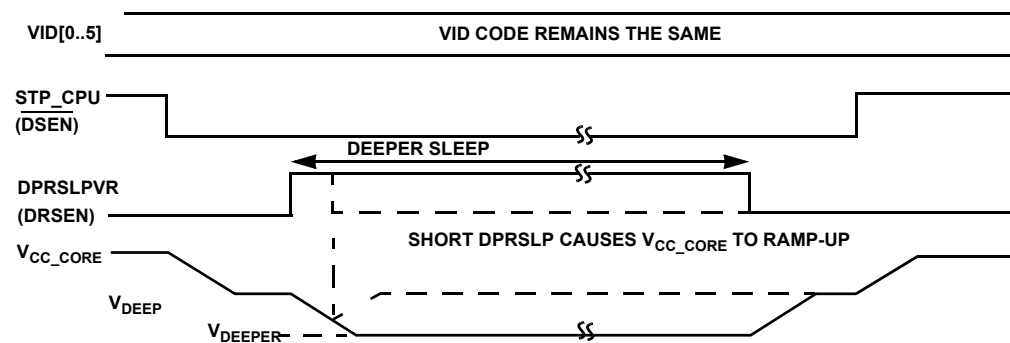 VID[0..5]
VID CODE REMAINS THE SAME
STP_CPU
(DSEN)
DEEPER SLEEP
DPRSLPVR
(DRSEN)
SHORT DPRSLP CAUSES VCC_CORE TO RAMP-UP
VCC_CORE
VDEEP
VDEEPER